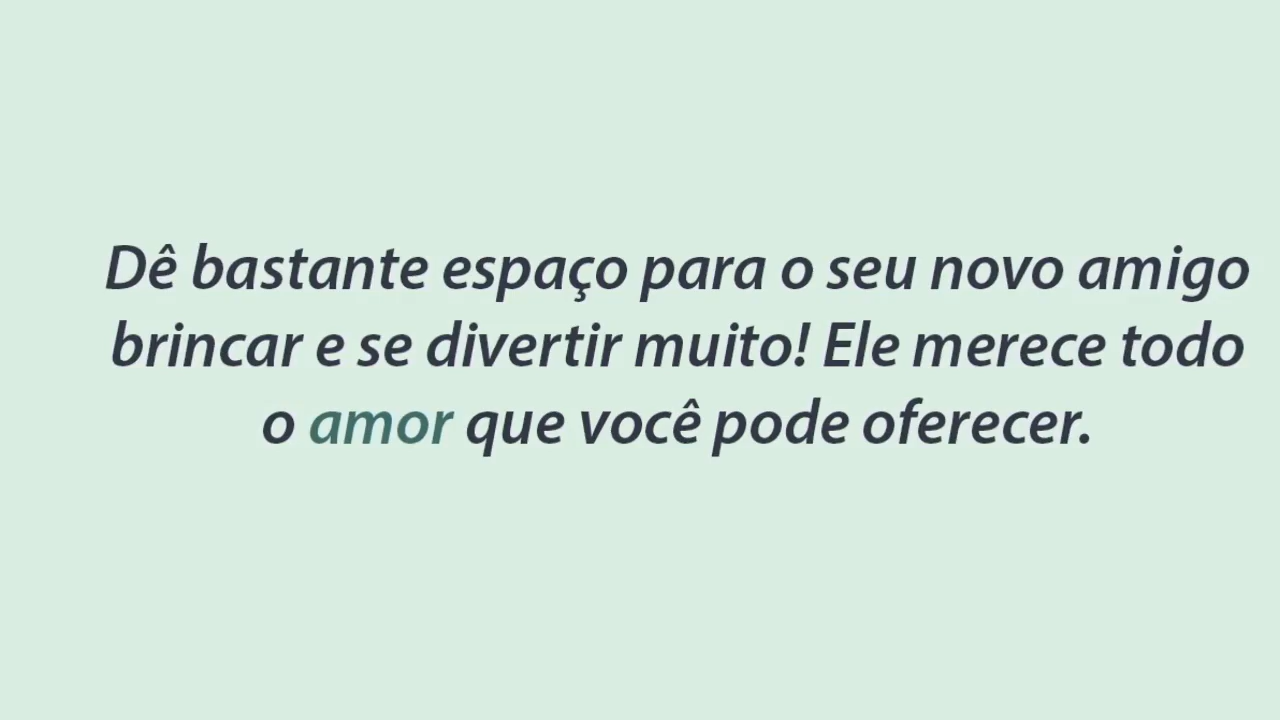 Dê bastante espaço para o seu novo amigo
brincar e se divertir muito! Ele merece todo
o amor que você pode oferecer.